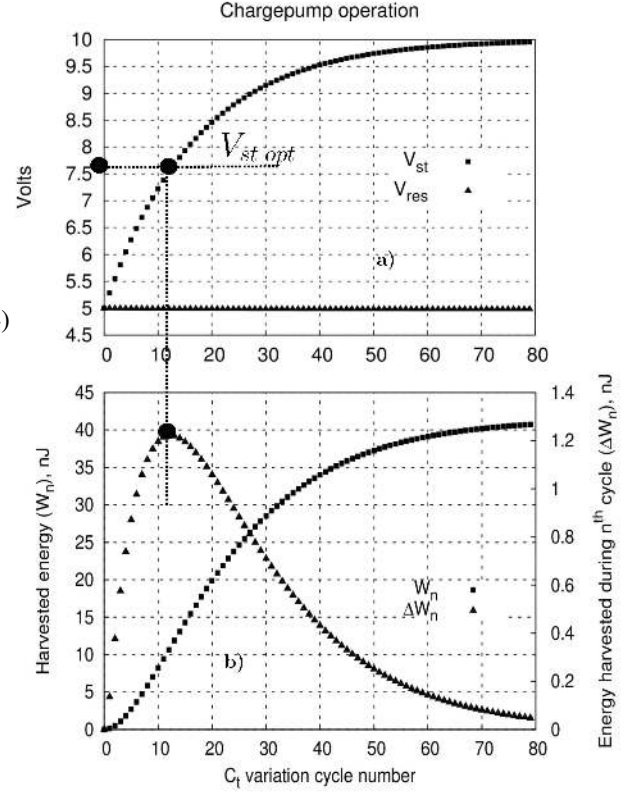 Chargepump operation
10
9.5
9
8.5
8
7.5
7
6.5
6
5.5
5
4.5
Volts
V_st opt
V_st
V_res
a)
0 10 20 30 40 50 60 70 80
)
45
40
35
30
25
20
15
10
5
0
Harvested energy (W_n), nJ
1.4
1.2
1
0.8
0.6
0.4
0.2
0
Energy harvested during n^th cycle (ΔW_n), nJ
W_n
ΔW_n
b)
0 10 20 30 40 50 60 70 80
C_t variation cycle number